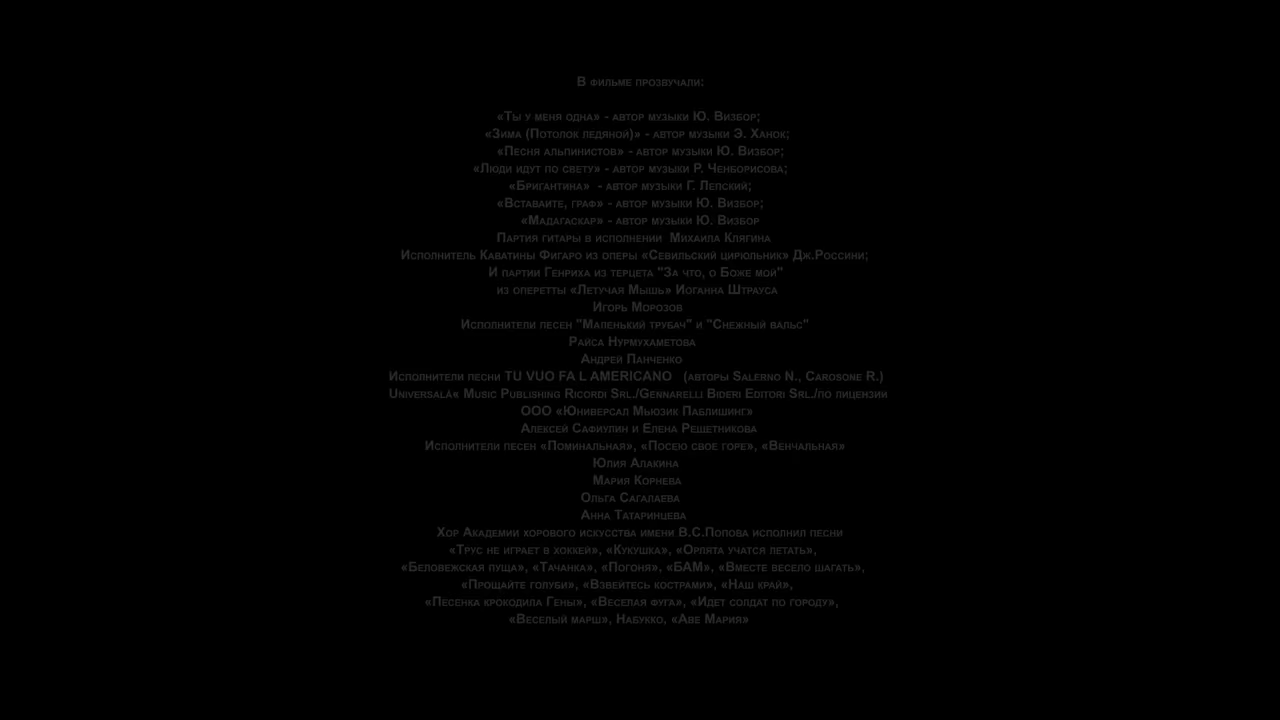 В фильме прозвучали:
«Ты у меня одна» - автор музыки Ю. Визбор;
«Зима (Потолок ледяной)» - автор музыки Э. Ханок;
«Песня альпинистов» - автор музыки Ю. Визбор;
«Люди идут по свету» - автор музыки Р. Ченборисова;
«Бригантина»  - автор музыки Г. Лепский;
«Вставайте, граф» - автор музыки Ю. Визбор;
«Мадагаскар» - автор музыки Ю. Визбор
Партия гитары в исполнении  Михаила Клягина
Исполнитель Каватины Фигаро из оперы «Севильский цирюльник» Дж.Россини;
И партии Генриха из терцета "За что, о Боже мой"
из оперетты «Летучая Мышь» Иоганна Штрауса
Игорь Морозов
Исполнители песен "Маленький трубач" и "Снежный вальс"
Раиса Нурмухаметова
Андрей Панченко
Исполнители песни TU VUO FA L AMERICANO   (авторы Salerno N., Carosone R.)
Universalá« Music Publishing Ricordi Srl./Gennarelli Bideri Editori Srl./по лицензии
ООО «Юниверсал Мьюзик Паблишинг»
Алексей Сафиулин и Елена Решетникова
Исполнители песен «Поминальная», «Посею свое горе», «Венчальная»
Юлия Алакина
Мария Корнева
Ольга Сагалаева
Анна Татаринцева
Хор Академии хорового искусства имени В.С.Попова исполнил песни
«Трус не играет в хоккей», «Кукушка», «Орлята учатся летать»,
«Беловежская пуща», «Тачанка», «Погоня», «БАМ», «Вместе весело шагать»,
«Прощайте голуби», «Взвейтесь кострами», «Наш край»,
«Песенка крокодила Гены», «Веселая фуга», «Идет солдат по городу»,
«Веселый марш», Набукко, «Аве Мария»